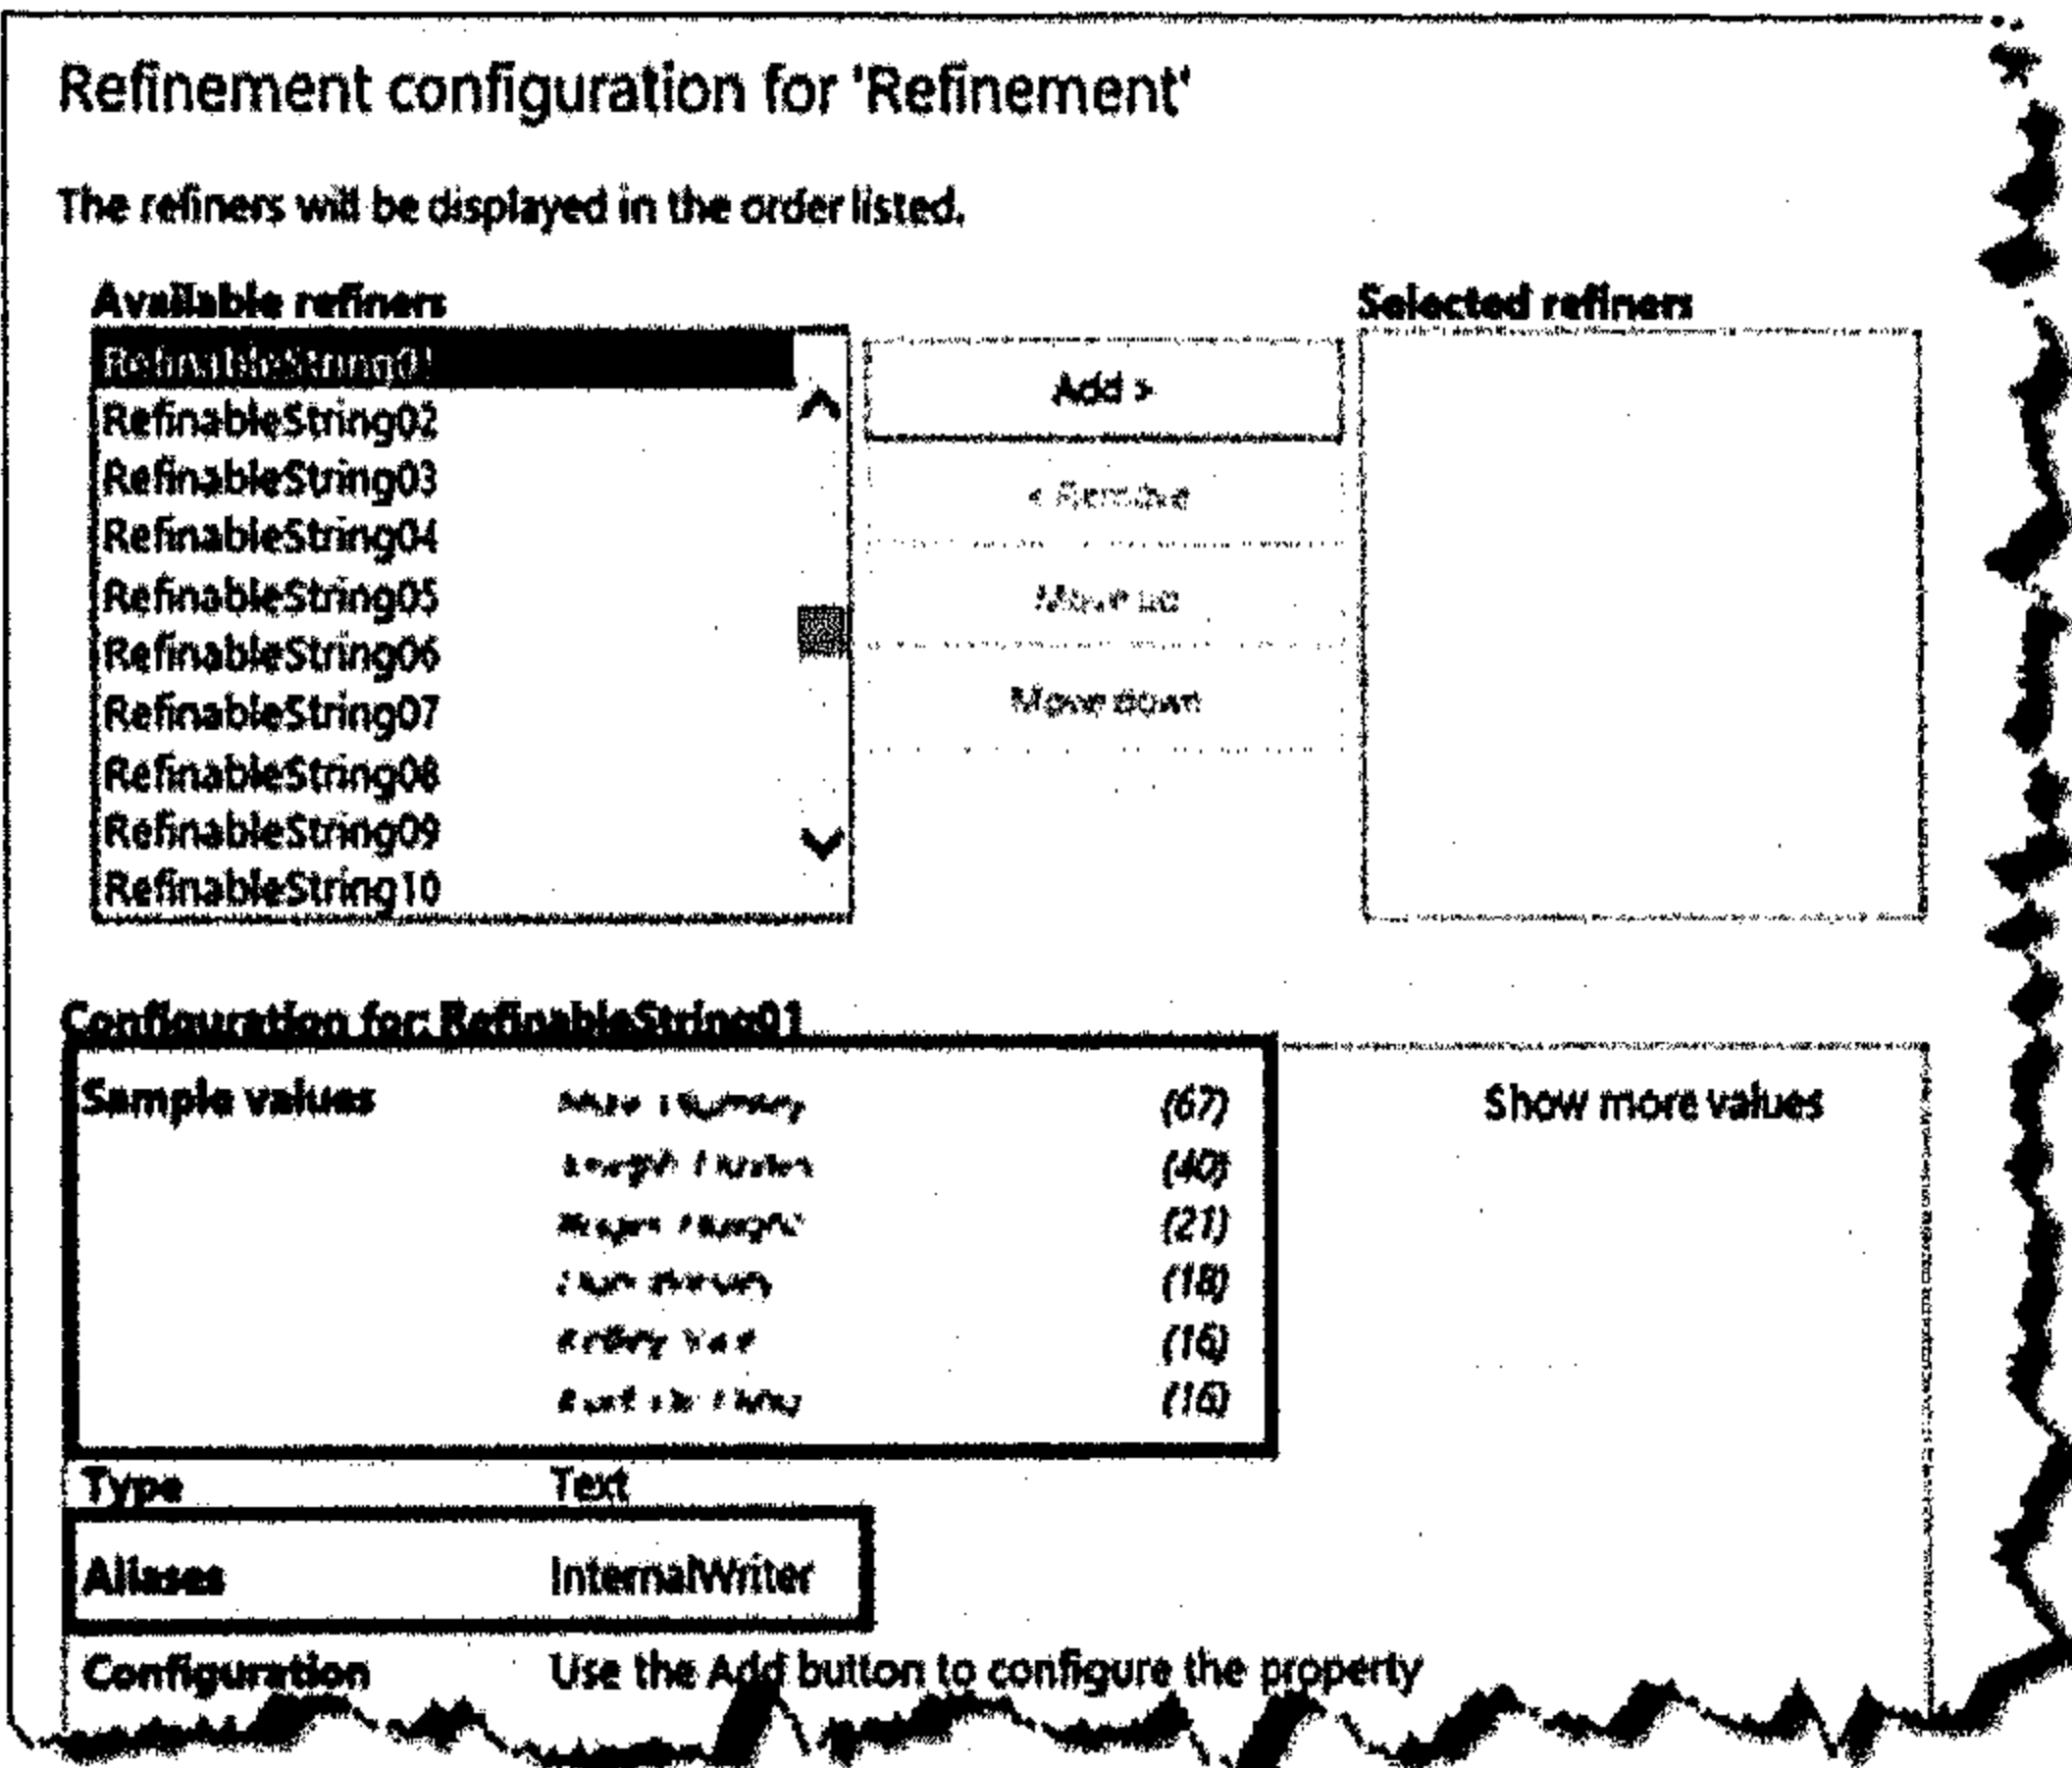 Refinement configuration for 'Refinement'
The refiners will be displayed in the order listed.
Available refiners
Selected refiners
RefinableString01
RefinableString02
RefinableString03
RefinableString04
RefinableString05
RefinableString06
RefinableString07
RefinableString08
RefinableString09
RefinableString10
Add >
< Remove
Move up
Move down
Configuration for: RefinableString01
Sample values
(67)
(40)
(21)
(18)
(16)
(16)
Show more values
Type Text
Aliases InternalWriter
Configuration Use the Add button to configure the property